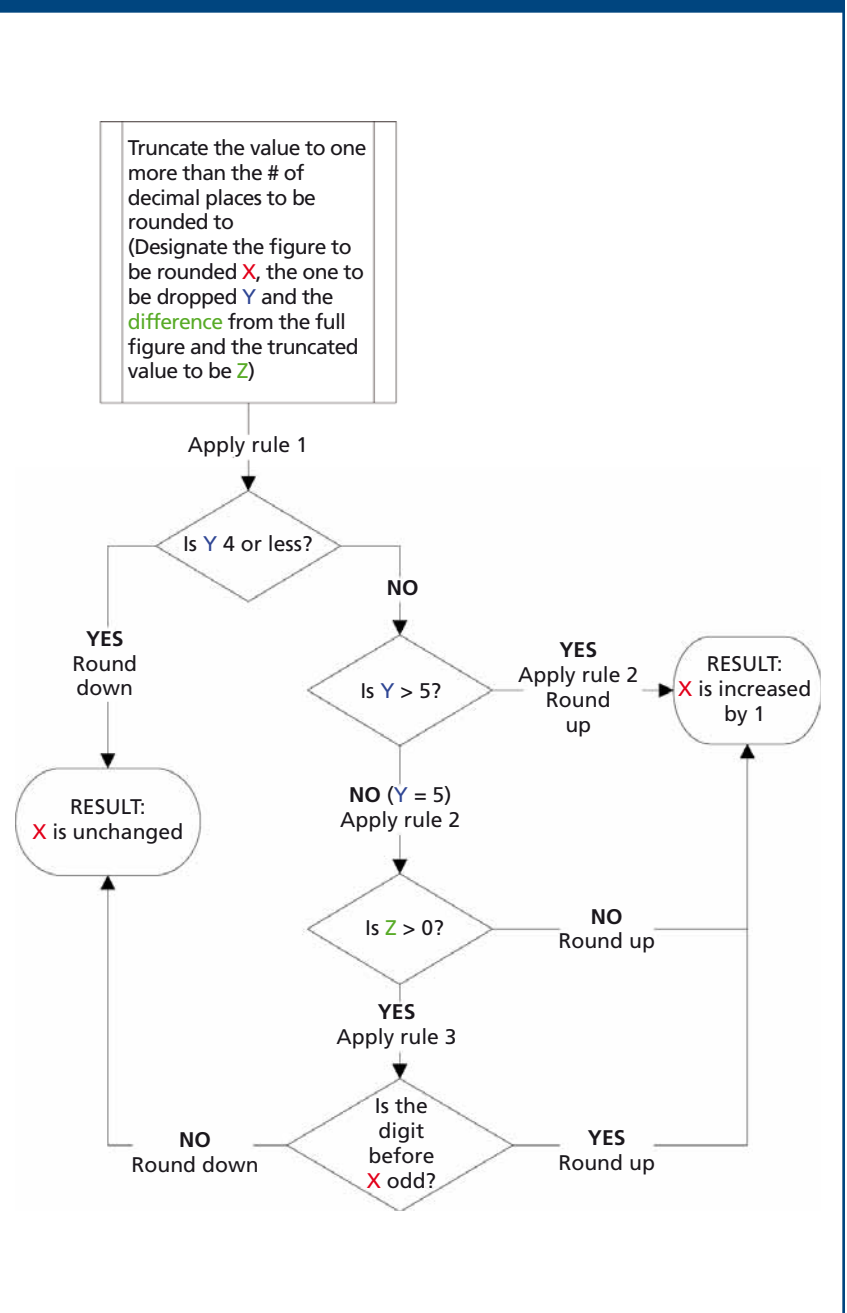 Truncate the value to one
more than the # of
decimal places to be
rounded to
(Designate the figure to
be rounded X, the one to
be dropped Y and the
difference from the full
figure and the truncated
value to be Z)
Apply rule 1
Is Y 4 or less?
NO
YES
Round
down
Is Y > 5?
YES
Apply rule 2
Round
up
RESULT:
X is increased
by 1
NO (Y = 5)
Apply rule 2
RESULT:
X is unchanged
Is Z > 0?
NO
Round up
YES
Apply rule 3
Is the
digit
before
X odd?
NO
Round down
YES
Round up